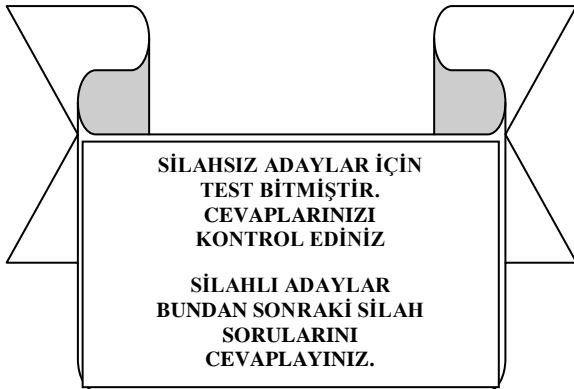 SİLAHSIZ ADAYLAR İÇİN
TEST BİTMİŞTİR.
CEVAPLARINIZI
KONTROL EDİNİZ
SİLAHLI ADAYLAR
BUNDAN SONRAKİ SİLAH
SORULARINI
CEVAPLAYINIZ.